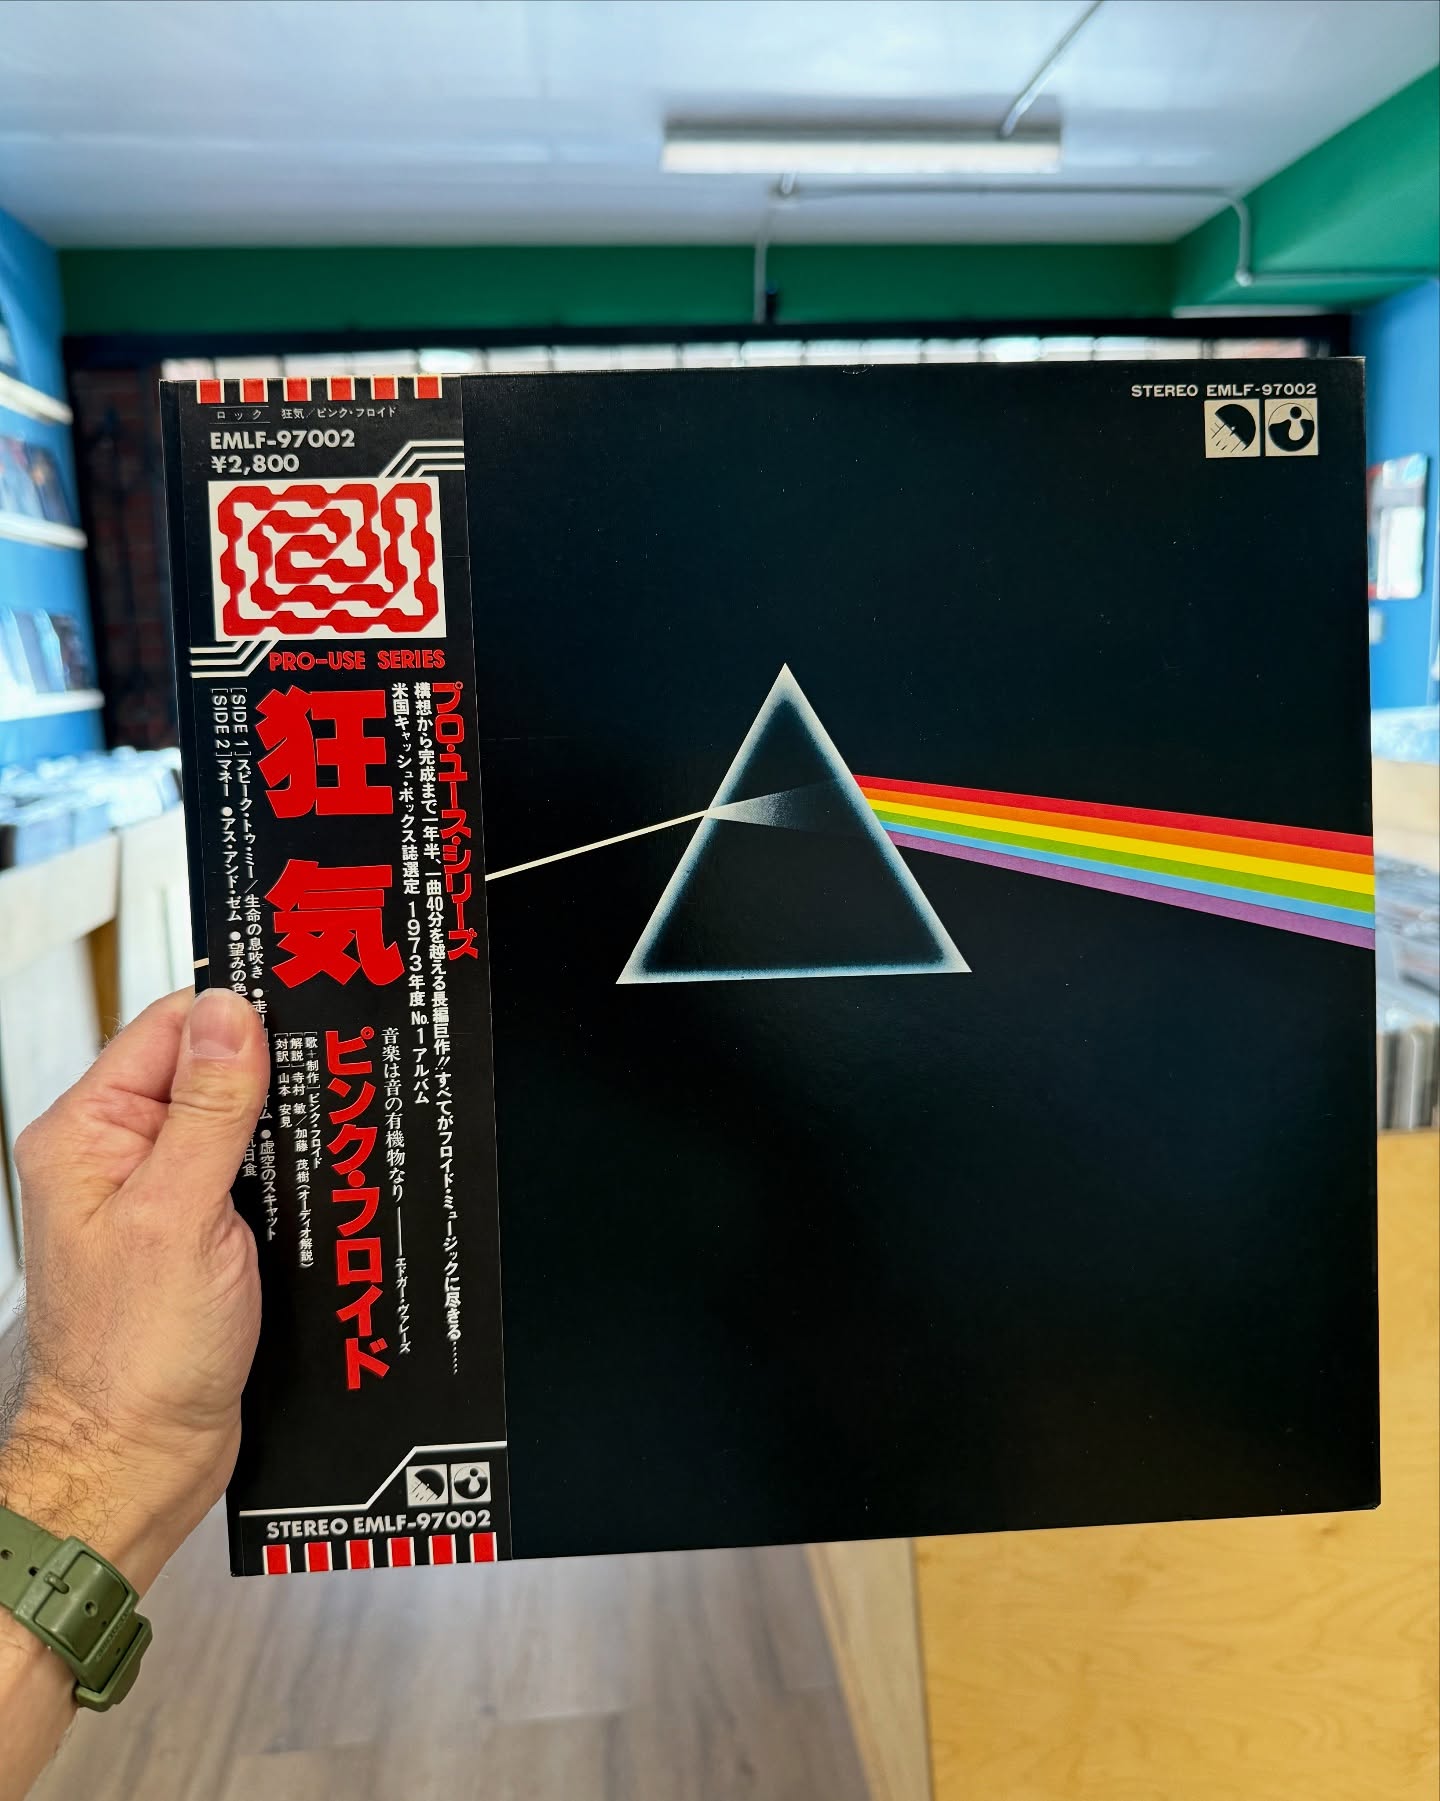 ロック 狂気／ピンク・フロイド
EMLF-97002
¥2,800
PRO-USE SERIES
プロ・ユース・シリーズ
構想から完成まで一年半、一曲40分を越える長編巨作!!すべてがフロイド・ミュージックに尽きる……
米国キャッシュ・ボックス誌選定 1973年度 No.1 アルバム
音楽は音の有機物なり――エドガー・ヴァレーズ
狂気
ピンク・フロイド
[歌+制作]ピンク・フロイド
[解説]寺村 敏／加藤 茂樹(オーディオ解説)
[対訳]山本 安見
[SIDE 1]スピーク・トゥ・ミー／生命の息吹き ●走り イム ●虚空のスキャット
[SIDE 2]マネー ●アス・アンド・ゼム ●望みの色 日食
STEREO EMLF-97002
STEREO EMLF-97002